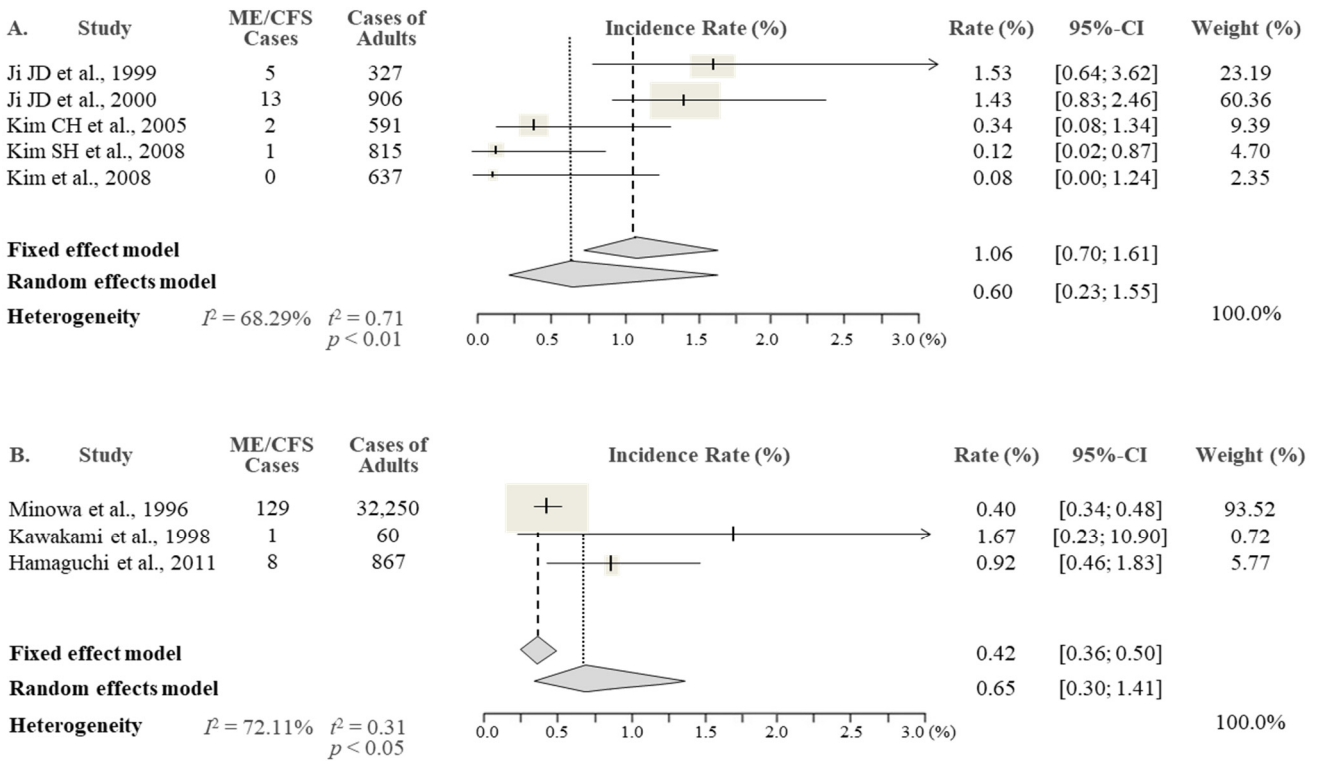 A. Study ME/CFS Cases Cases of Adults Incidence Rate (%) Rate (%) 95%-CI Weight (%)
Ji JD et al., 1999 5 327 1.53 [0.64; 3.62] 23.19
Ji JD et al., 2000 13 906 1.43 [0.83; 2.46] 60.36
Kim CH et al., 2005 2 591 0.34 [0.08; 1.34] 9.39
Kim SH et al., 2008 1 815 0.12 [0.02; 0.87] 4.70
Kim et al., 2008 0 637 0.08 [0.00; 1.24] 2.35
Fixed effect model 1.06 [0.70; 1.61]
Random effects model 0.60 [0.23; 1.55]
Heterogeneity I² = 68.29% t² = 0.71 100.0%
p < 0.01
0.0 0.5 1.0 1.5 2.0 2.5 3.0 (%)
B. Study ME/CFS Cases Cases of Adults Incidence Rate (%) Rate (%) 95%-CI Weight (%)
Minowa et al., 1996 129 32,250 0.40 [0.34; 0.48] 93.52
Kawakami et al., 1998 1 60 1.67 [0.23; 10.90] 0.72
Hamaguchi et al., 2011 8 867 0.92 [0.46; 1.83] 5.77
Fixed effect model 0.42 [0.36; 0.50]
Random effects model 0.65 [0.30; 1.41]
Heterogeneity I² = 72.11% t² = 0.31 100.0%
p < 0.05
0.0 0.5 1.0 1.5 2.0 2.5 3.0 (%)